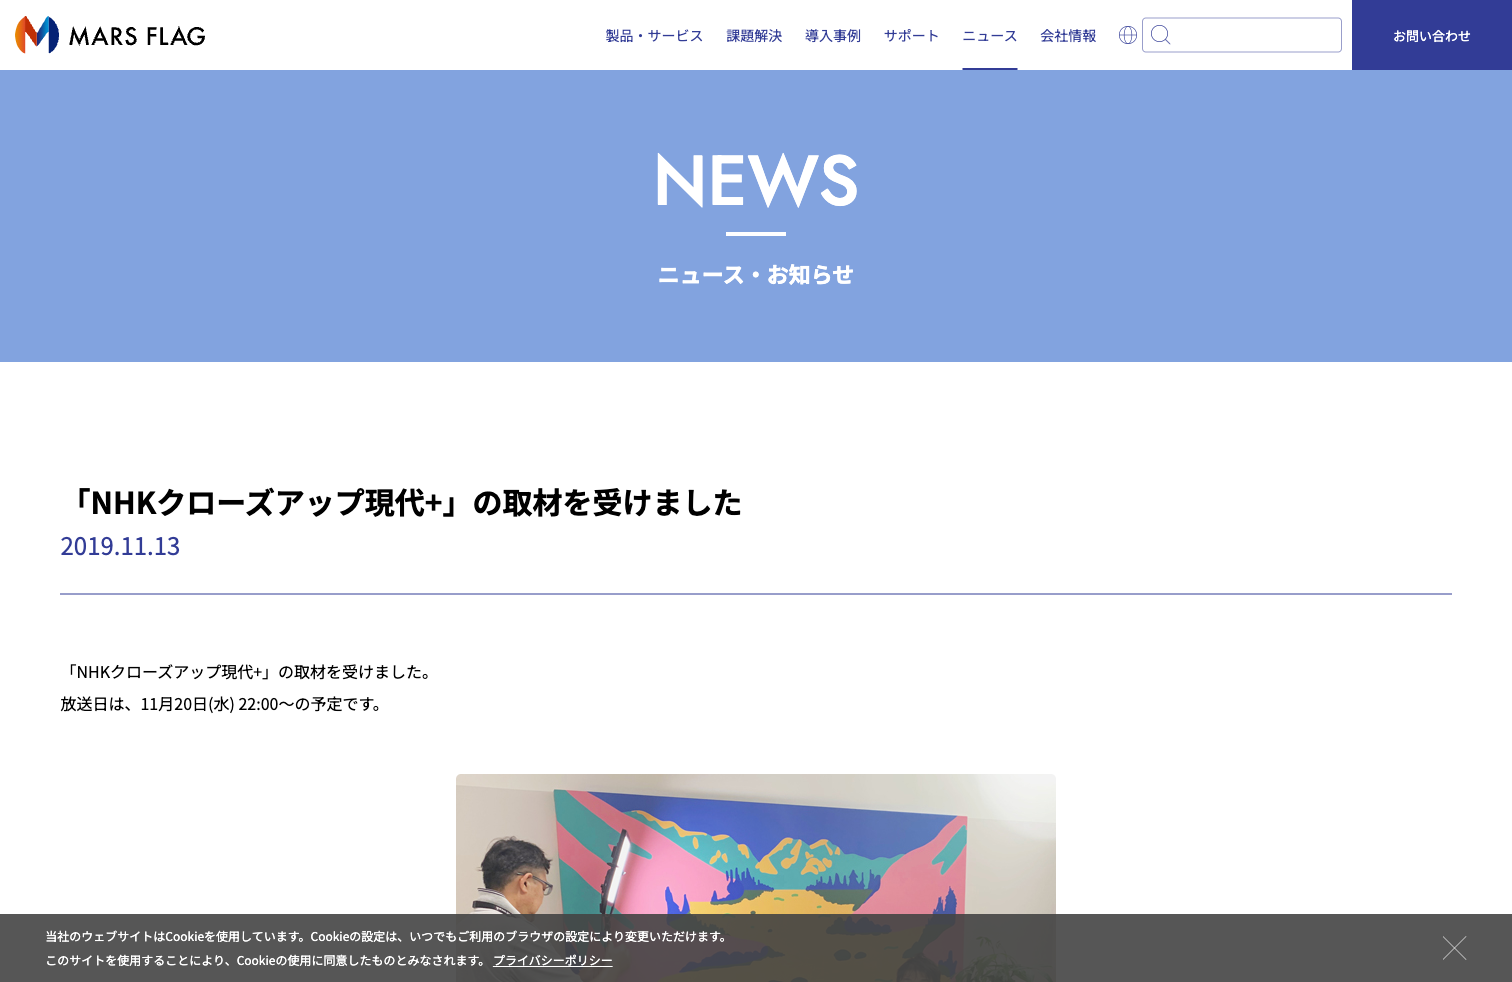 MARS FLAG
製品・サービス 課題解決 導入事例 サポート ニュース 会社情報 お問い合わせ
NEWS
ニュース・お知らせ
「NHKクローズアップ現代+」の取材を受けました
2019.11.13
「NHKクローズアップ現代+」の取材を受けました。
放送日は、11月20日(水) 22:00～の予定です。
当社のウェブサイトはCookieを使用しています。Cookieの設定は、いつでもご利用のブラウザの設定により変更いただけます。
このサイトを使用することにより、Cookieの使用に同意したものとみなされます。 プライバシーポリシー